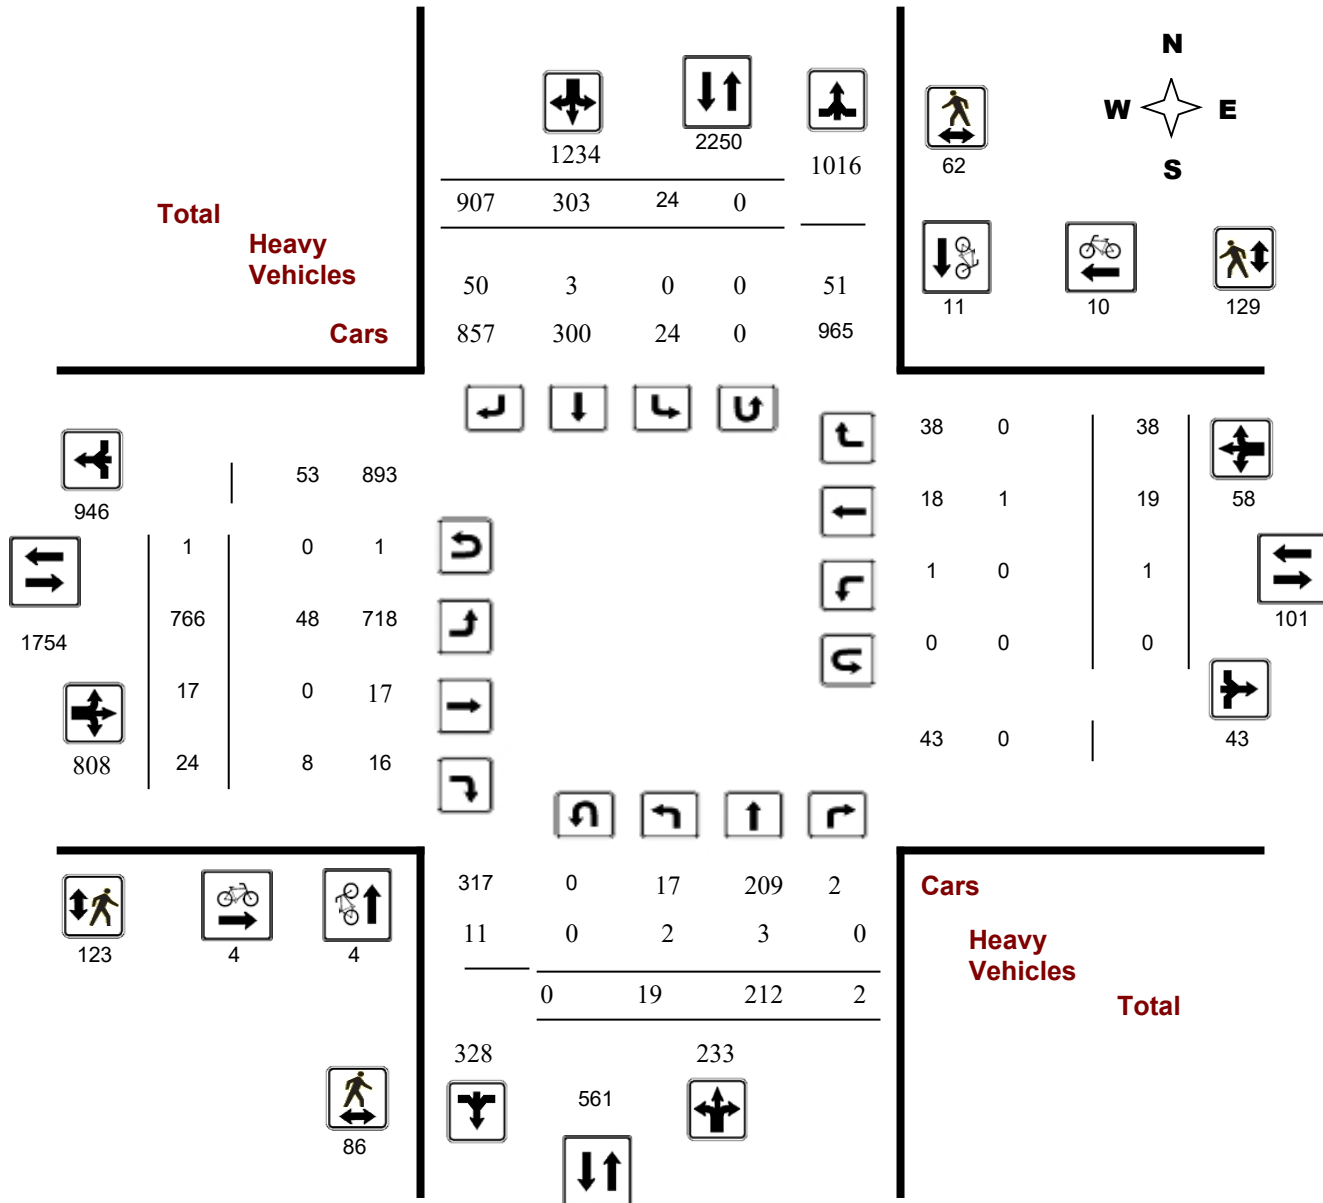 N
W E
S
1234 2250 1016 62
907 303 24 0
Total
Heavy
Vehicles
50 3 0 0 51
Cars
857 300 24 0 965
11 10 129
38 0 38
53 893
946
18 1 19 58
1 0 1
1 0 1
766 48 718
1754
101
0 0 0
17 0 17
808
24 8 16
43 0 43
317 0 17 209 2
Cars
11 0 2 3 0
Heavy
Vehicles
123 4 4
0 19 212 2
Total
328 233
561
86